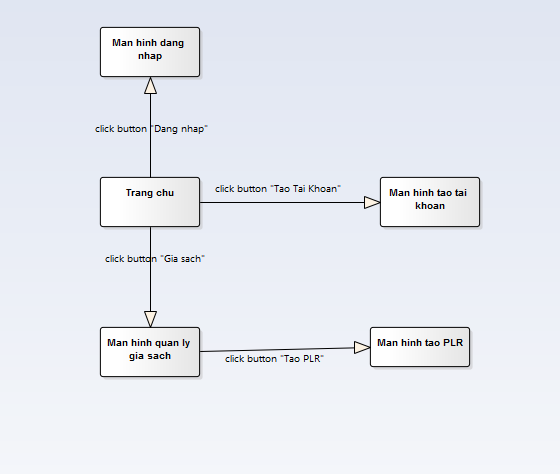 Man hinh dang
nhap
click button "Dang nhap"
Trang chu
click button "Tao Tai Khoan"
Man hinh tao tai
khoan
click button "Gia sach"
Man hinh quan ly
gia sach
click button "Tao PLR"
Man hinh tao PLR